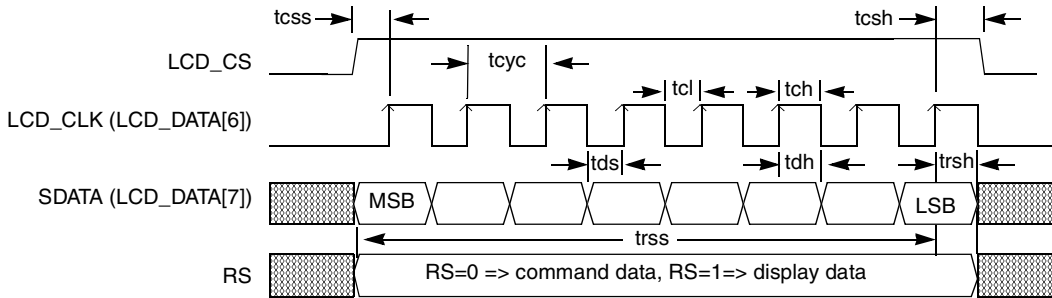 tcss
tcsh
LCD_CS
tcyc
tcl
tch
LCD_CLK (LCD_DATA[6])
tds
tdh
trsh
SDATA (LCD_DATA[7])
MSB
LSB
trss
RS
RS=0 => command data, RS=1=> display data